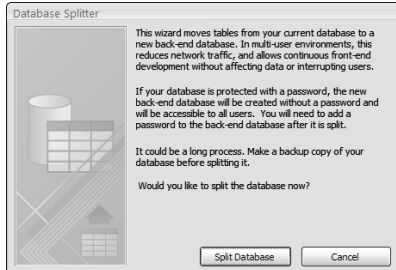 Database Splitter
This wizard moves tables from your current database to a
new back-end database. In multi-user environments, this
reduces network traffic, and allows continuous front-end
development without affecting data or interrupting users.
If your database is protected with a password, the new
back-end database will be created without a password and
will be accessible to all users. You will need to add a
password to the back-end database after it is split.
It could be a long process. Make a backup copy of your
database before splitting it.
Would you like to split the database now?
Split Database
Cancel